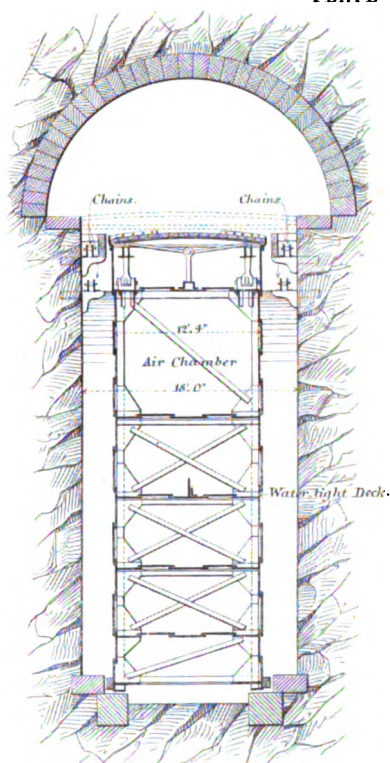 PLATE
Chains. Chains
12'. 4"
Air Chamber
18'. 0"
Water tight Deck.